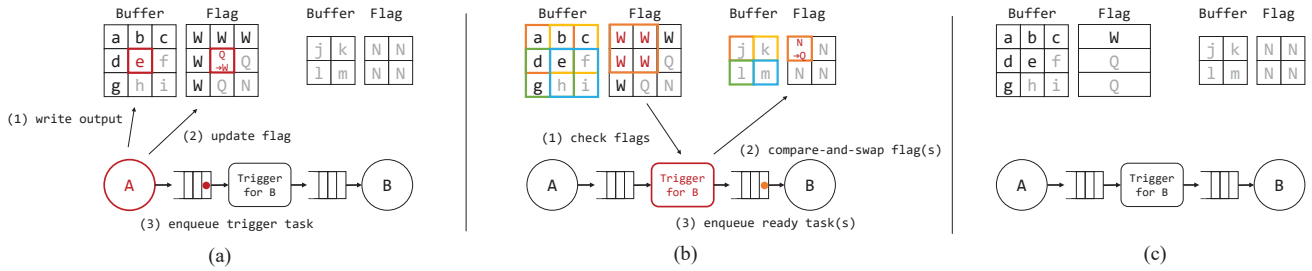 Buffer Flag Buffer Flag
a b c W W W
j k N N
d e f W Q→W Q
l m N N
g h i W Q N
(1) write output
(2) update flag
A Trigger for B B
(3) enqueue trigger task
(a)
Buffer Flag Buffer Flag
a b c W W W
j k N→Q N
d e f W W Q
l m N N
g h i W Q N
(1) check flags
(2) compare-and-swap flag(s)
A Trigger for B B
(3) enqueue ready task(s)
(b)
Buffer Flag Buffer Flag
a b c W
j k N N
d e f Q
l m N N
g h i Q
A Trigger for B B
(c)